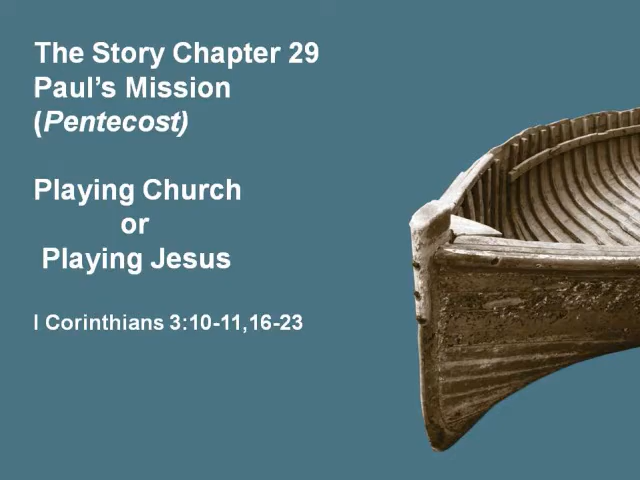 The Story Chapter 29
Paul’s Mission
(Pentecost)
Playing Church
or
Playing Jesus
I Corinthians 3:10-11,16-23